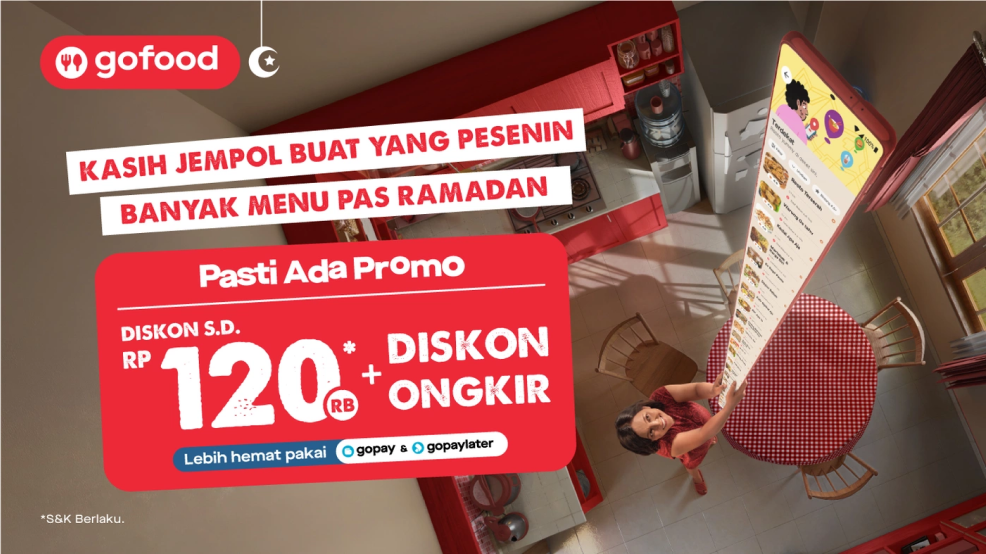 gofood
KASIH JEMPOL BUAT YANG PESENIN
BANYAK MENU PAS RAMADAN
Pasti Ada Promo
DISKON S.D.
RP 120 RB* + DISKON ONGKIR
Lebih hemat pakai gopay & gopaylater
*S&K Berlaku.
Terdekat